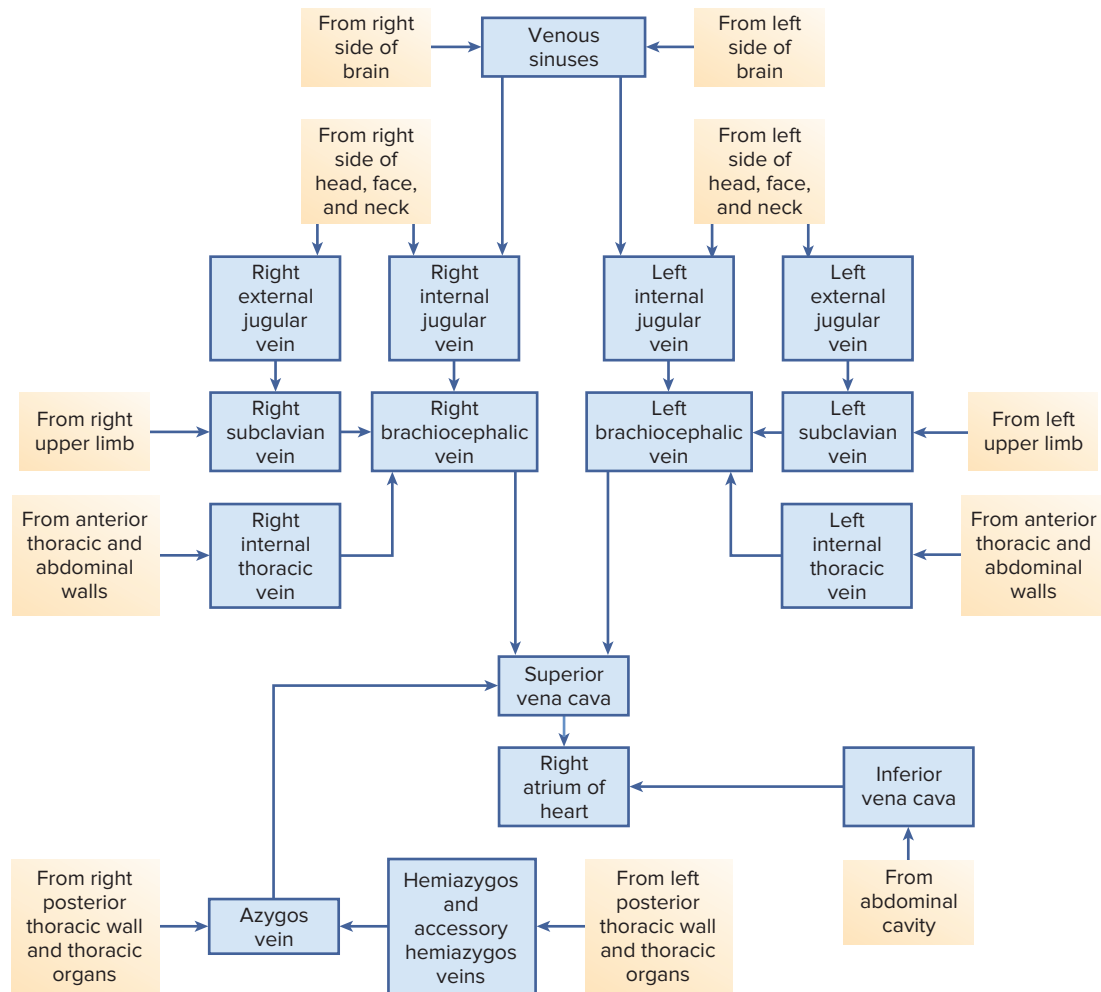 From right
side of
brain
Venous
sinuses
From left
side of
brain
From right
side of
head, face,
and neck
From left
side of
head, face,
and neck
Right
external
jugular
vein
Right
internal
jugular
vein
Left
internal
jugular
vein
Left
external
jugular
vein
From right
upper limb
Right
subclavian
vein
Right
brachiocephalic
vein
Left
brachiocephalic
vein
Left
subclavian
vein
From left
upper limb
From anterior
thoracic and
abdominal
walls
Right
internal
thoracic
vein
Left
internal
thoracic
vein
From anterior
thoracic and
abdominal
walls
Superior
vena cava
Right
atrium of
heart
Inferior
vena cava
From right
posterior
thoracic wall
and thoracic
organs
Azygos
vein
Hemiazygos
and
accessory
hemiazygos
veins
From left
posterior
thoracic wall
and thoracic
organs
From
abdominal
cavity